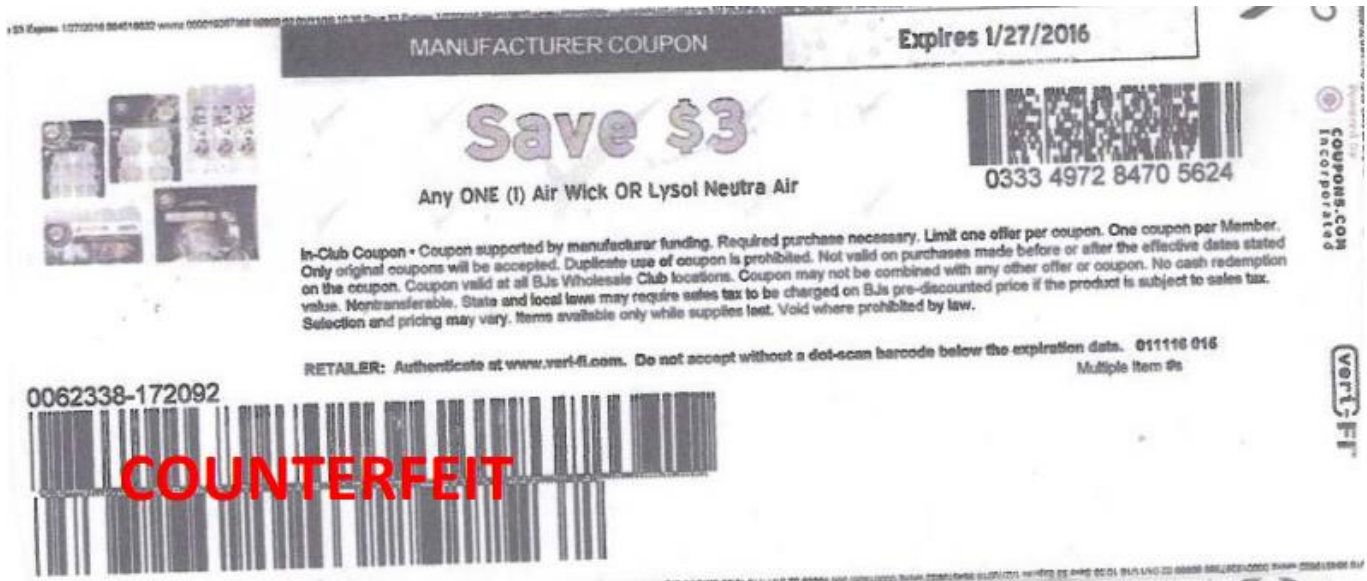 MANUFACTURER COUPON
Expires 1/27/2016
Save $3
Any ONE (1) Air Wick OR Lysol Neutra Air
0333 4972 8470 5624
In-Club Coupon • Coupon supported by manufacturer funding. Required purchase necessary. Limit one offer per coupon. One coupon per Member.
Only original coupons will be accepted. Duplicate use of coupon is prohibited. Not valid on purchases made before or after the effective dates stated
on the coupon. Coupon valid at all BJs Wholesale Club locations. Coupon may not be combined with any other offer or coupon. No cash redemption
value. Nontransferable. State and local laws may require sales tax to be charged on BJs pre-discounted price if the product is subject to sales tax.
Selection and pricing may vary. Items available only while supplies last. Void where prohibited by law.
RETAILER: Authenticate at www.veri-fi.com. Do not accept without a dot-scan barcode below the expiration date. 011116 016
Multiple Item #s
0062338-172092
COUNTERFEIT
Powered by
COUPONS.COM
Incorporated
veri-fi